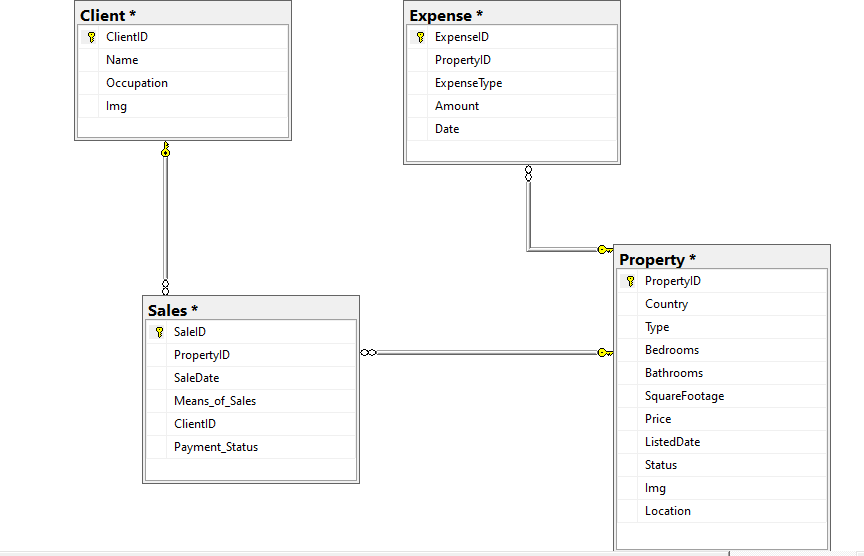 Client *
ClientID
Name
Occupation
Img
Expense *
ExpenseID
PropertyID
ExpenseType
Amount
Date
Sales *
SaleID
PropertyID
SaleDate
Means_of_Sales
ClientID
Payment_Status
Property *
PropertyID
Country
Type
Bedrooms
Bathrooms
SquareFootage
Price
ListedDate
Status
Img
Location